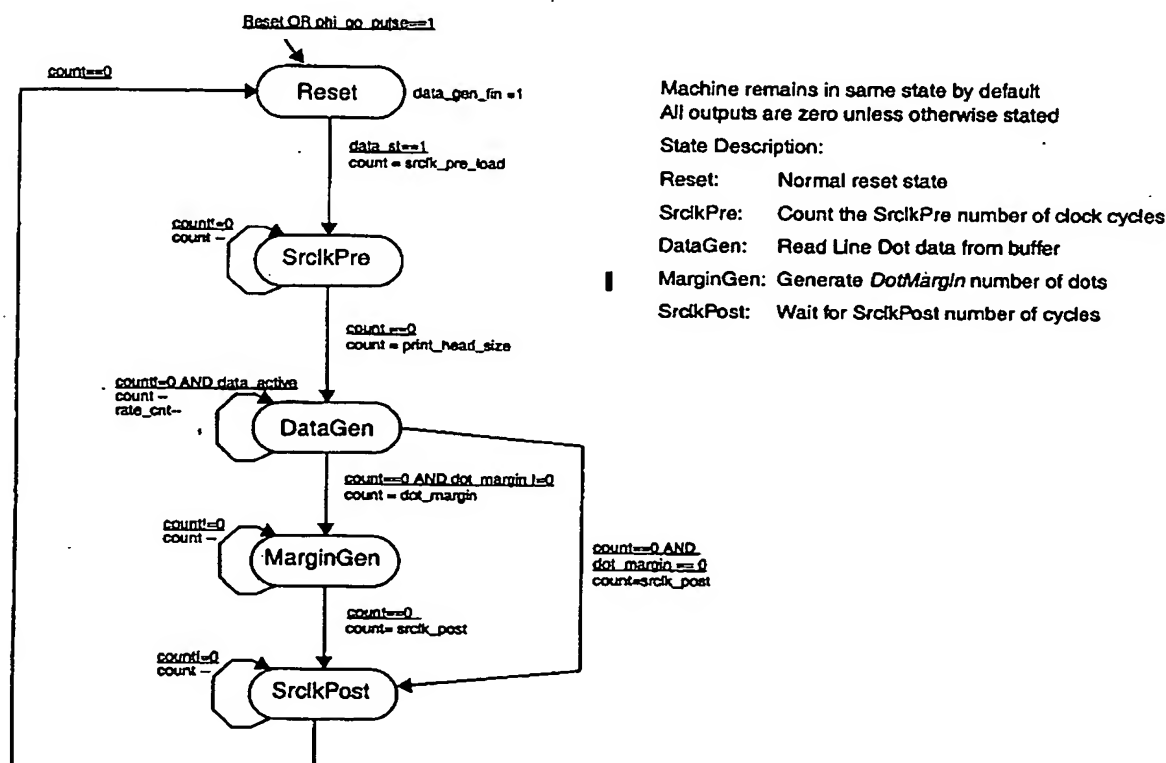 Reset OR phi_go_pulse==1
count==0
Reset
data_gen_fin =1
data_st==1
count = srclk_pre_load
count!=0
count --
SrclkPre
count ==0
count = print_head_size
count!=0 AND data_active
count --
rate_cnt--
DataGen
count==0 AND dot_margin !=0
count = dot_margin
count!=0
count --
MarginGen
count==0 AND
dot_margin == 0
count=srclk_post
count==0
count= srclk_post
count!=0
count --
SrclkPost
Machine remains in same state by default
All outputs are zero unless otherwise stated
State Description:
Reset: Normal reset state
SrclkPre: Count the SrclkPre number of clock cycles
DataGen: Read Line Dot data from buffer
MarginGen: Generate DotMargin number of dots
SrclkPost: Wait for SrclkPost number of cycles